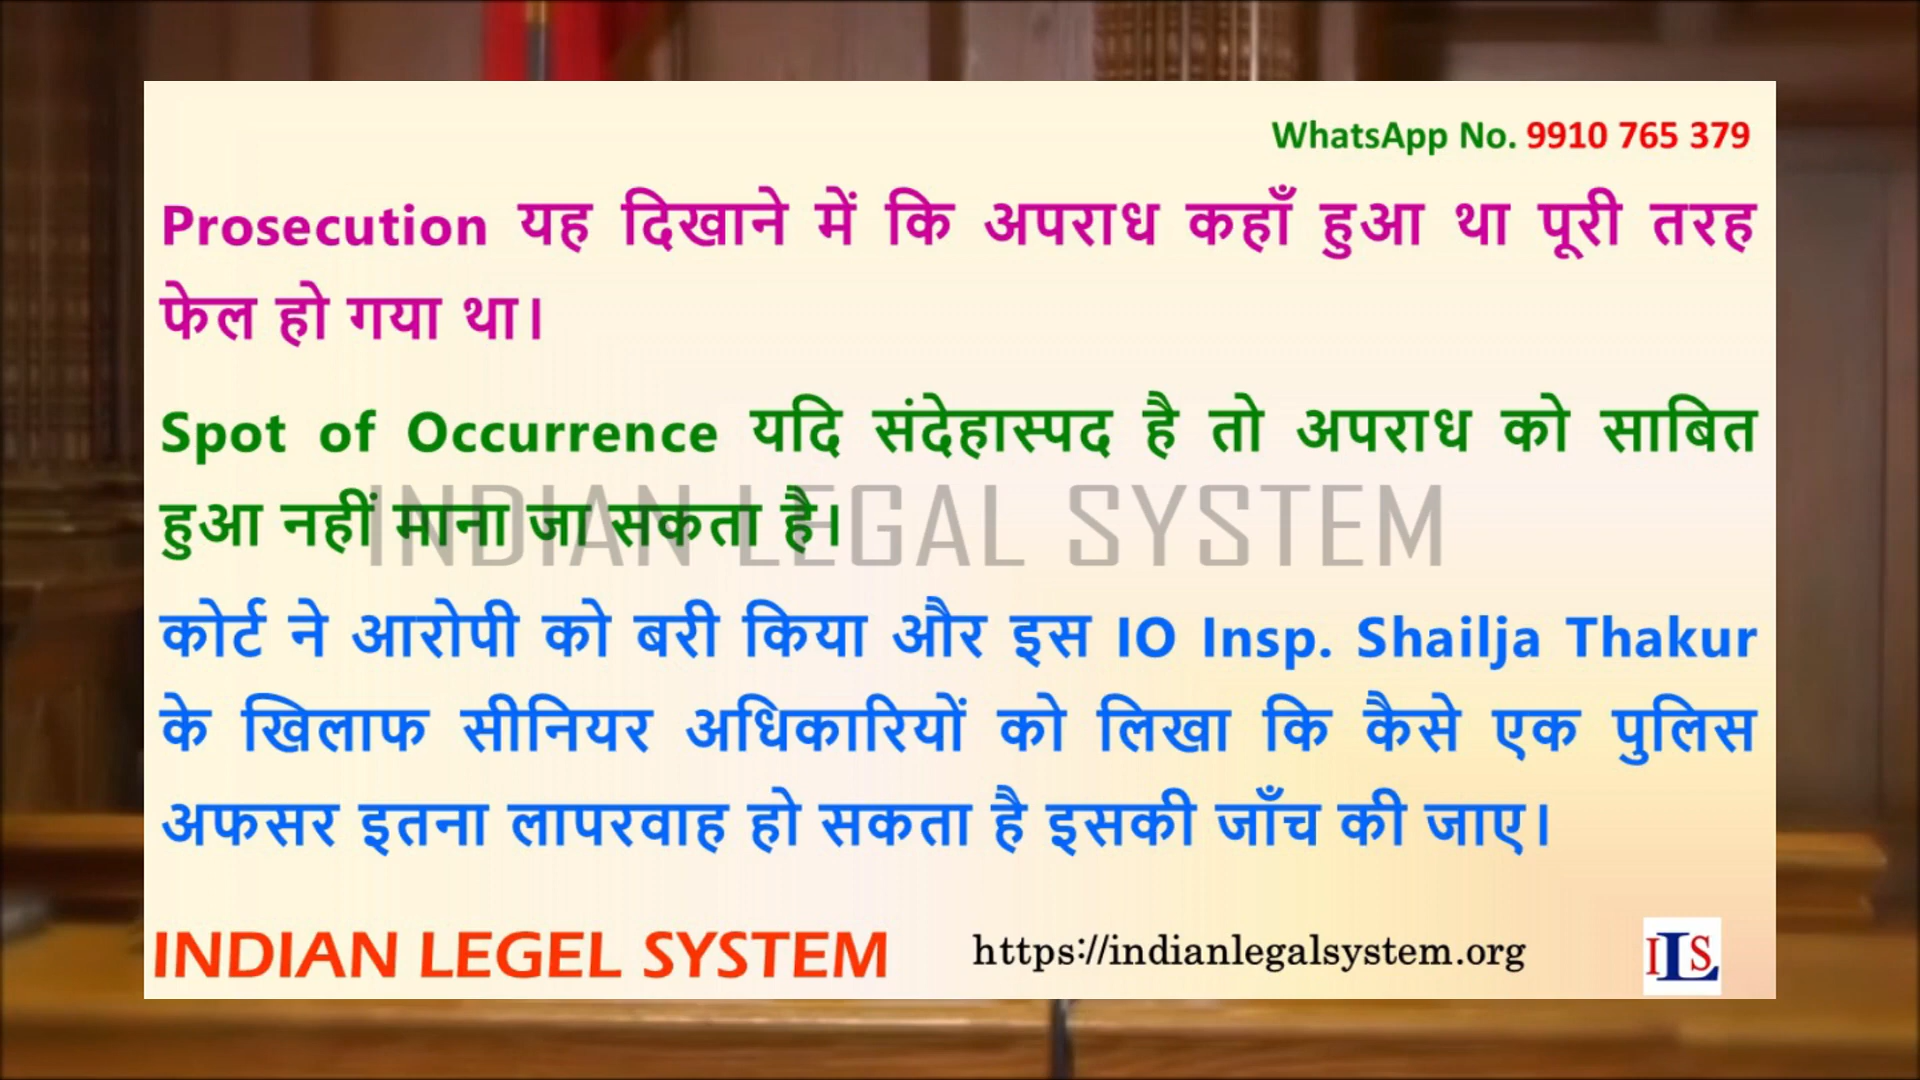 WhatsApp No. 9910 765 379
Prosecution यह दिखाने में कि अपराध कहाँ हुआ था पूरी तरह
फेल हो गया था।
Spot of Occurrence यदि संदेहास्पद है तो अपराध को साबित
हुआ नहीं माना जा सकता है।
INDIAN LEGAL SYSTEM
कोर्ट ने आरोपी को बरी किया और इस IO Insp. Shailja Thakur
के खिलाफ सीनियर अधिकारियों को लिखा कि कैसे एक पुलिस
अफसर इतना लापरवाह हो सकता है इसकी जाँच की जाए।
INDIAN LEGEL SYSTEM
https://indianlegalsystem.org
ILS